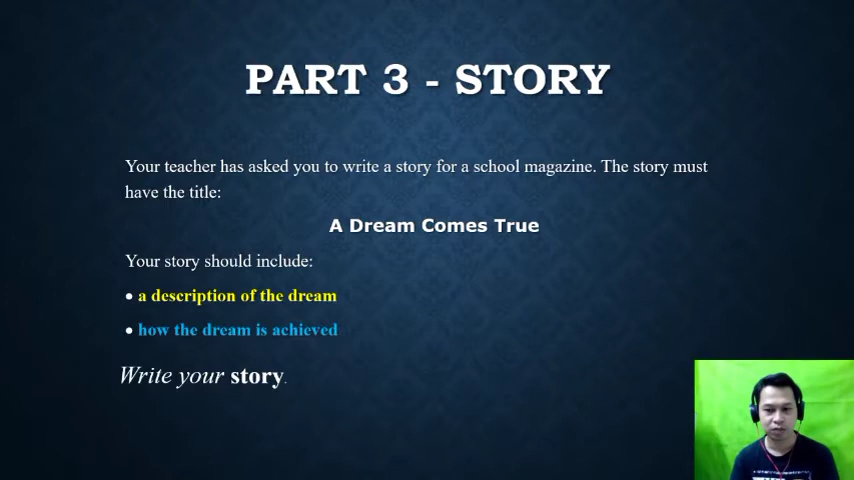 PART 3 - STORY
Your teacher has asked you to write a story for a school magazine. The story must
have the title:
A Dream Comes True
Your story should include:
• a description of the dream
• how the dream is achieved
Write your story.